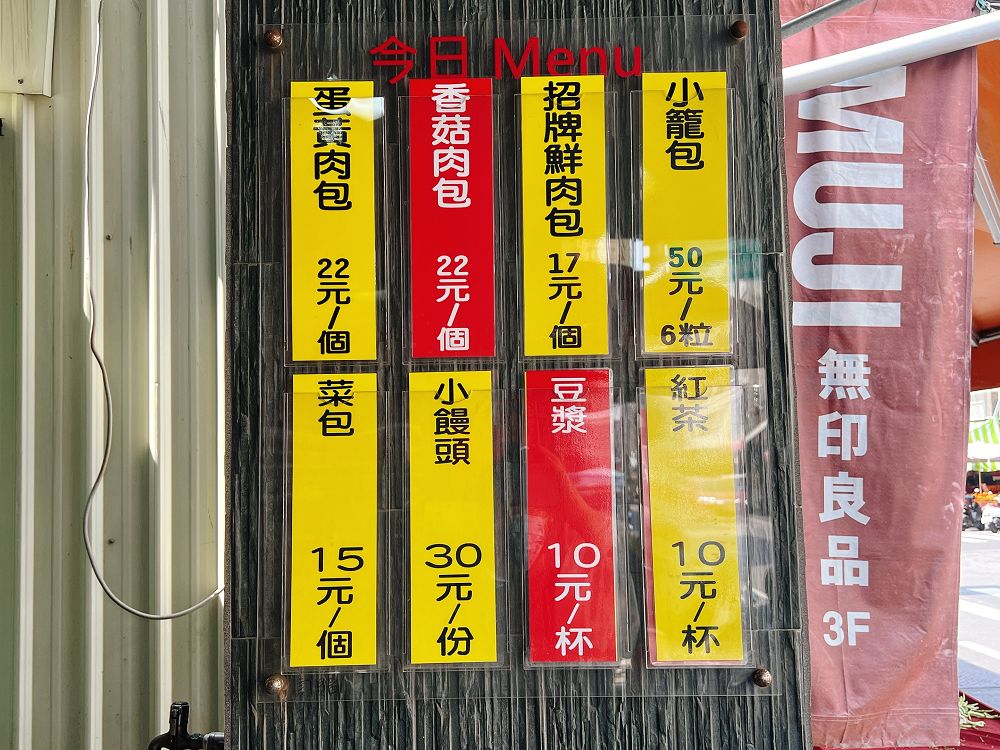 今日 Menu
小籠包
50元/6粒
招牌鮮肉包
17元/個
香菇肉包
22元/個
蛋黃肉包
22元/個
紅茶
10元/杯
豆漿
10元/杯
小饅頭
30元/份
菜包
15元/個
MUJI
無印良品 3F